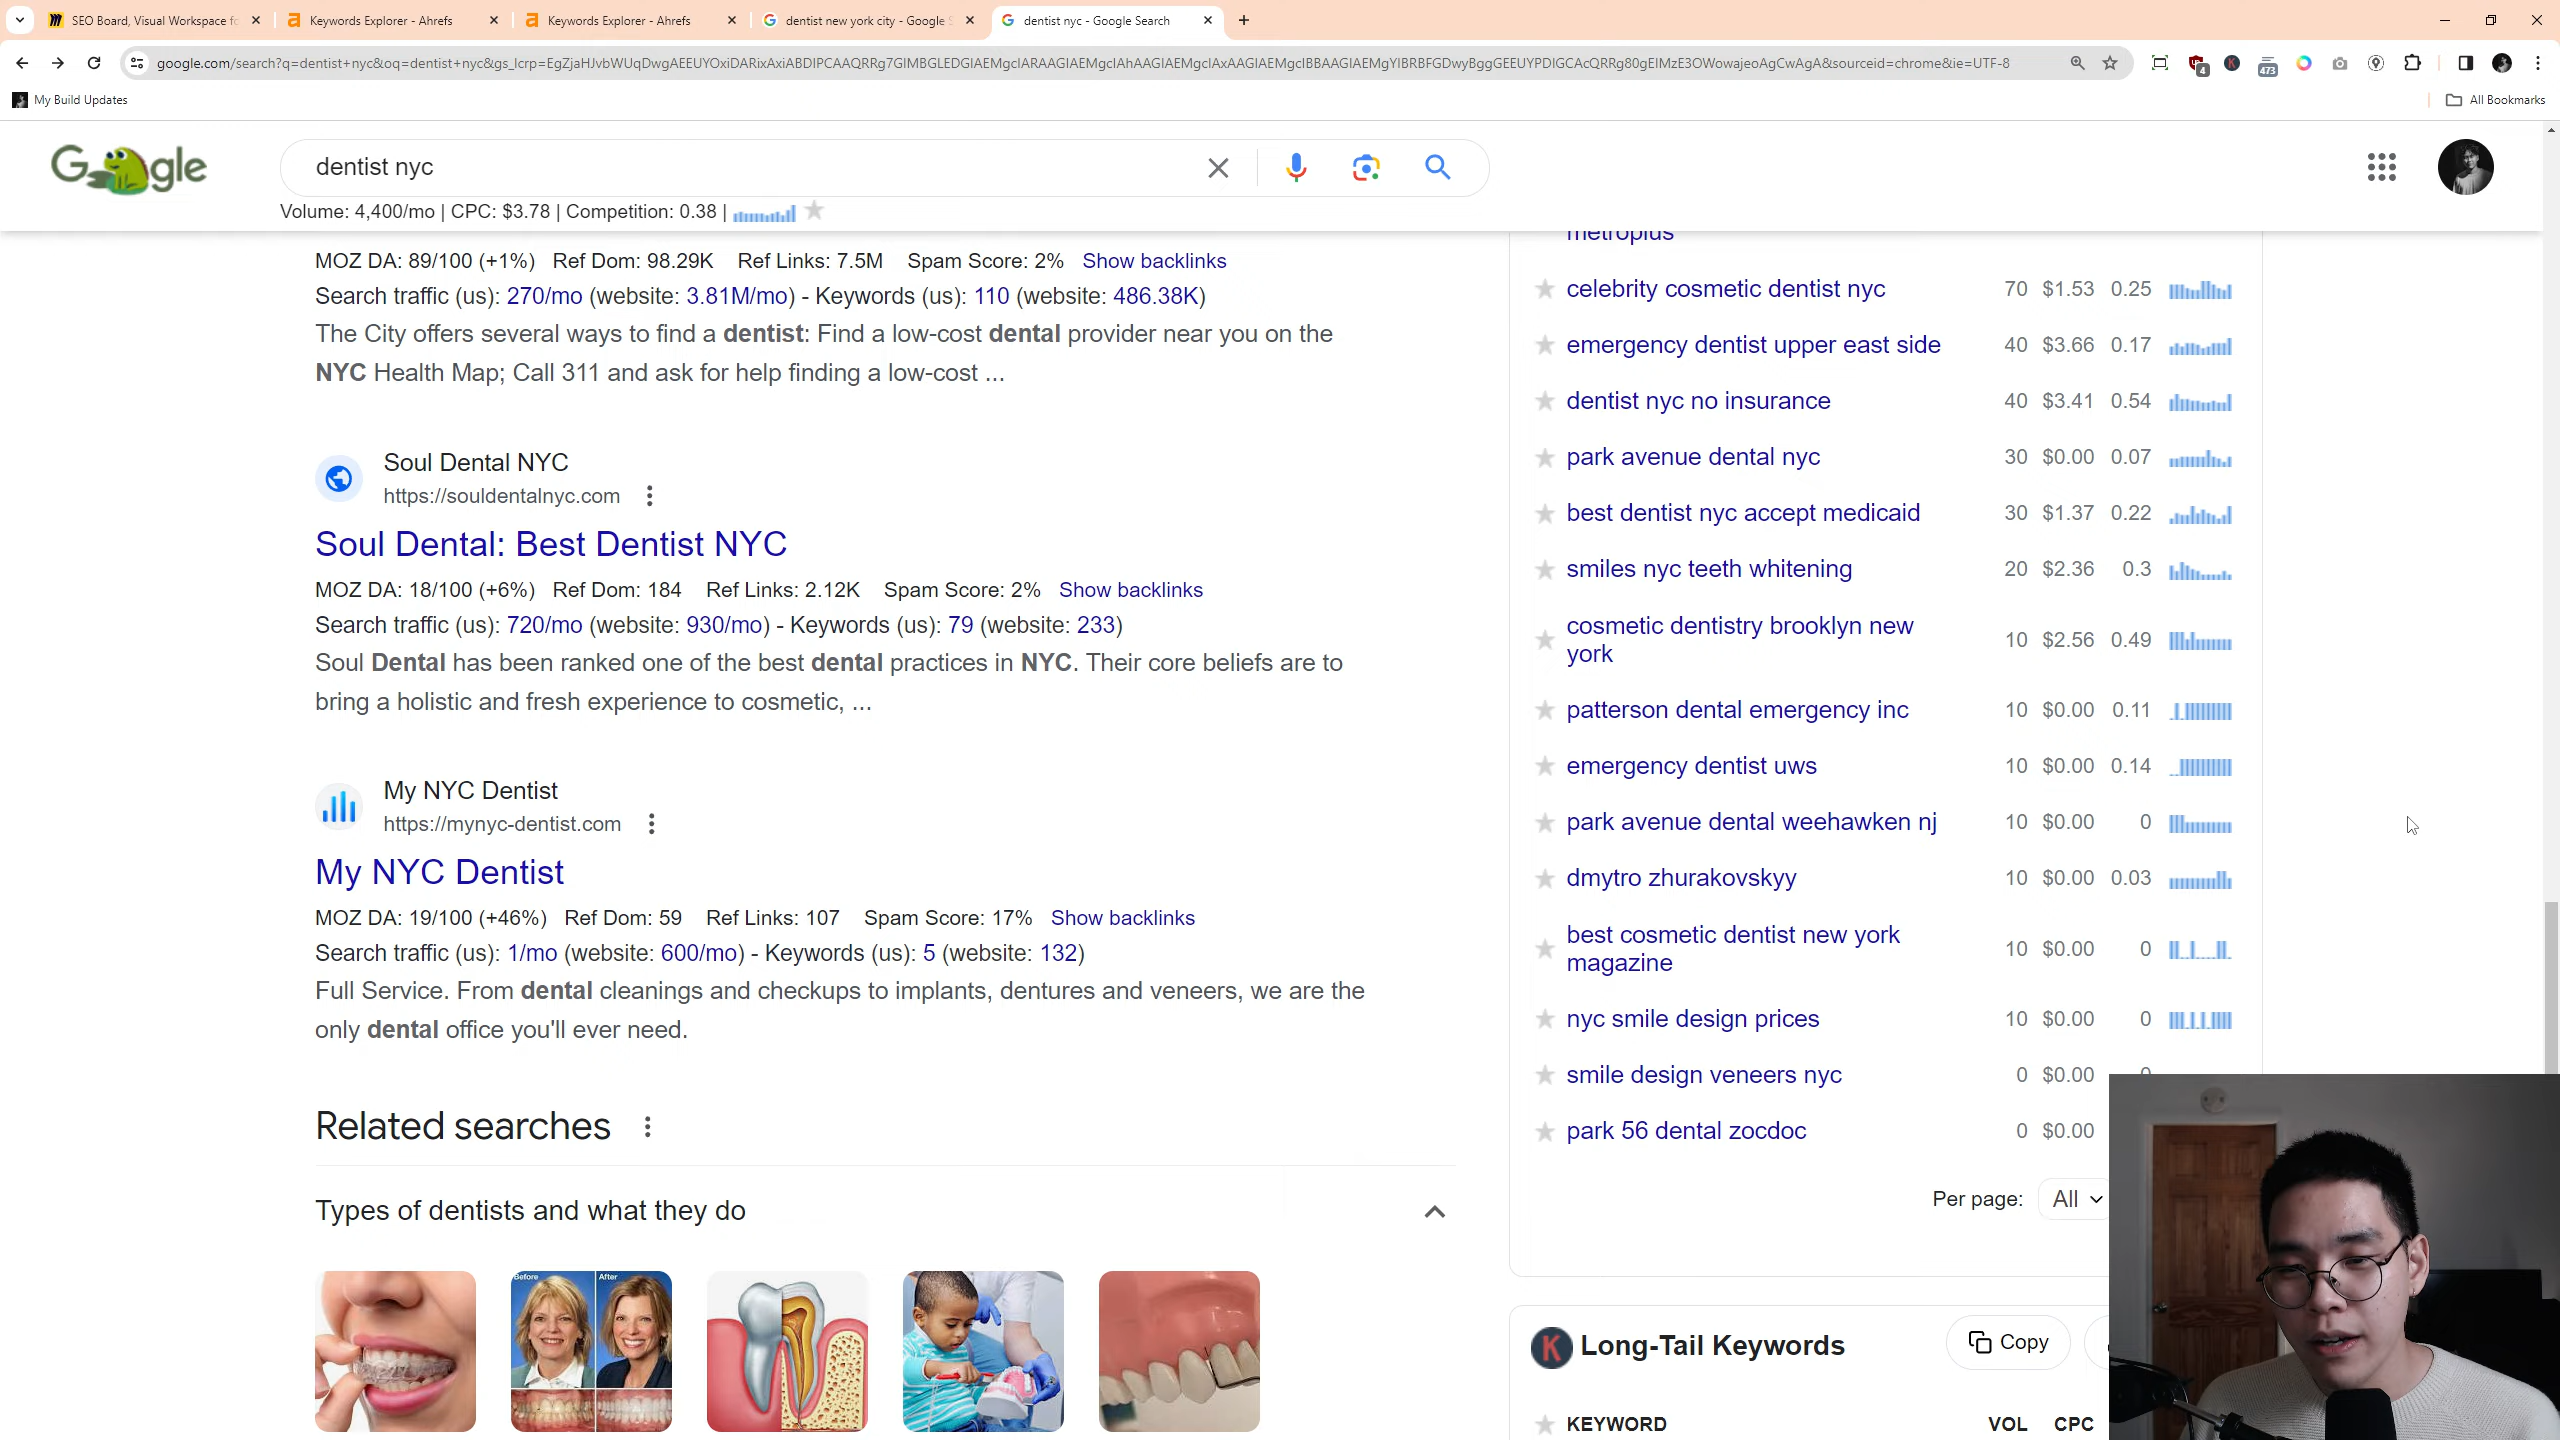 SEO Board, Visual Workspace fo
Keywords Explorer - Ahrefs
Keywords Explorer - Ahrefs
dentist new york city - Google S
dentist nyc - Google Search
google.com/search?q=dentist+nyc&oq=dentist+nyc&gs_lcrp=EgZjaHJvbWUqDwgAEEUYOxiDARixAxiABDIPCAAQRRg7GIMBGLEDGIAEMgcIARAAGIAEMgcIAhAAGIAEMgcIAxAAGIAEMgcIBBAAGIAEMgYIBRBFGDwyBggGEEUYPDIGCAcQRRg80gEIMzE3OWowajeoAgCwAgA&sourceid=chrome&ie=UTF-8
4
473
My Build Updates
All Bookmarks
Google
dentist nyc
Volume: 4,400/mo | CPC: $3.78 | Competition: 0.38 |
MOZ DA: 89/100 (+1%) Ref Dom: 98.29K Ref Links: 7.5M Spam Score: 2% Show backlinks
Search traffic (us): 270/mo (website: 3.81M/mo) - Keywords (us): 110 (website: 486.38K)
The City offers several ways to find a dentist: Find a low-cost dental provider near you on the
NYC Health Map; Call 311 and ask for help finding a low-cost ...
Soul Dental NYC
https://souldentalnyc.com
Soul Dental: Best Dentist NYC
MOZ DA: 18/100 (+6%) Ref Dom: 184 Ref Links: 2.12K Spam Score: 2% Show backlinks
Search traffic (us): 720/mo (website: 930/mo) - Keywords (us): 79 (website: 233)
Soul Dental has been ranked one of the best dental practices in NYC. Their core beliefs are to
bring a holistic and fresh experience to cosmetic, ...
My NYC Dentist
https://mynyc-dentist.com
My NYC Dentist
MOZ DA: 19/100 (+46%) Ref Dom: 59 Ref Links: 107 Spam Score: 17% Show backlinks
Search traffic (us): 1/mo (website: 600/mo) - Keywords (us): 5 (website: 132)
Full Service. From dental cleanings and checkups to implants, dentures and veneers, we are the
only dental office you'll ever need.
Related searches
Types of dentists and what they do
Before After
metroplus
celebrity cosmetic dentist nyc 70 $1.53 0.25
emergency dentist upper east side 40 $3.66 0.17
dentist nyc no insurance 40 $3.41 0.54
park avenue dental nyc 30 $0.00 0.07
best dentist nyc accept medicaid 30 $1.37 0.22
smiles nyc teeth whitening 20 $2.36 0.3
cosmetic dentistry brooklyn new
york 10 $2.56 0.49
patterson dental emergency inc 10 $0.00 0.11
emergency dentist uws 10 $0.00 0.14
park avenue dental weehawken nj 10 $0.00 0
dmytro zhurakovskyy 10 $0.00 0.03
best cosmetic dentist new york
magazine 10 $0.00 0
nyc smile design prices 10 $0.00 0
smile design veneers nyc 0 $0.00 0
park 56 dental zocdoc 0 $0.00
Per page: All
K Long-Tail Keywords Copy
KEYWORD VOL CPC